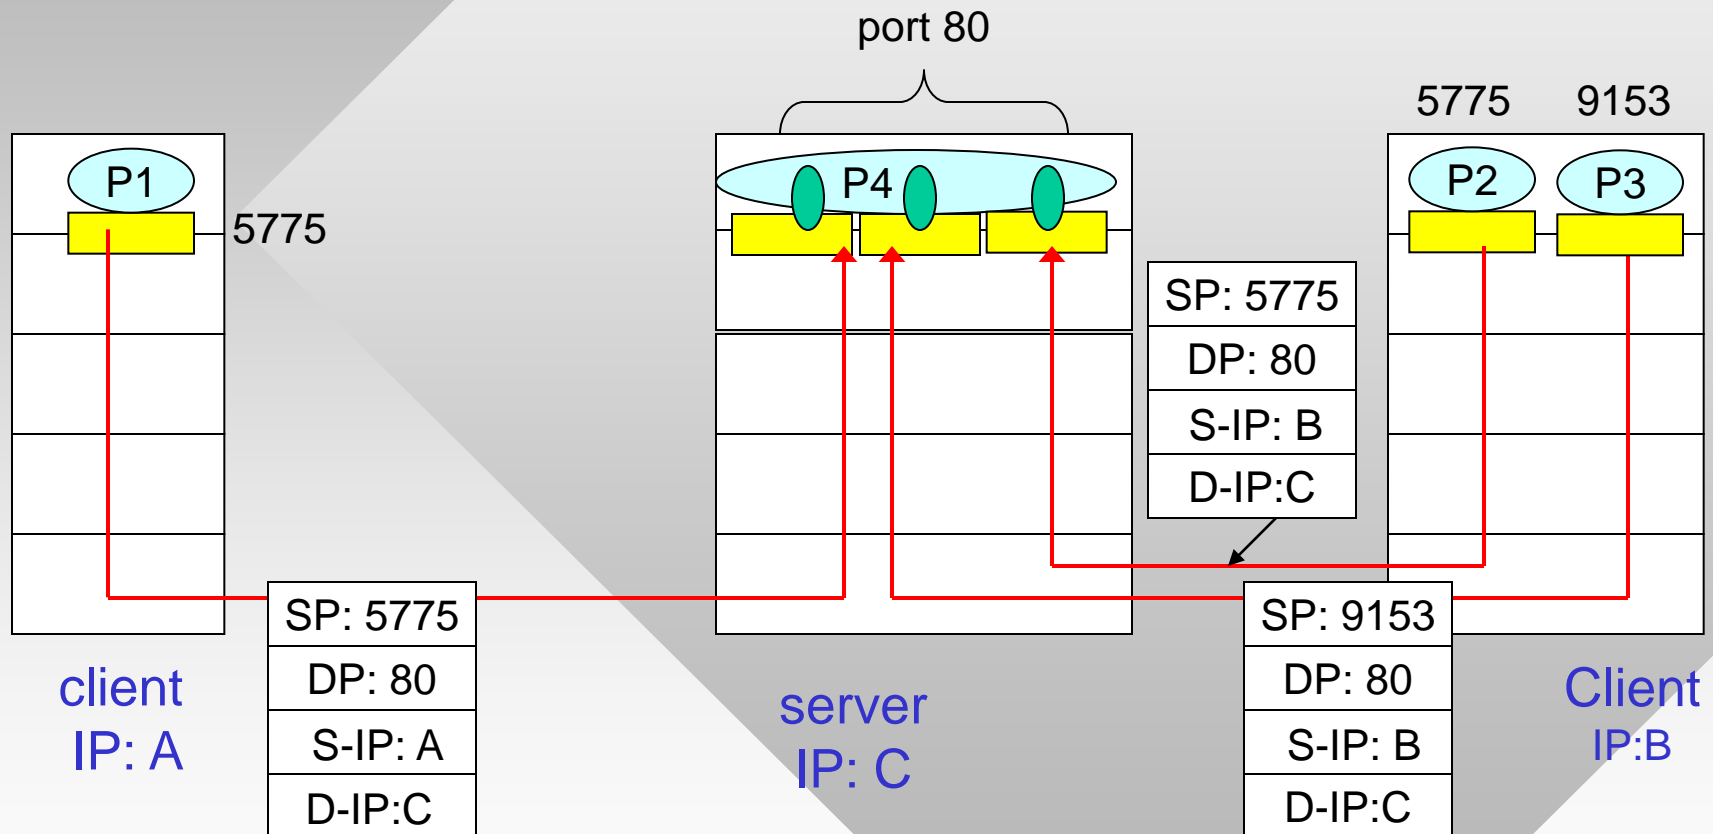 port 80
5775 9153
P1
P4
P2
P3
5775
SP: 5775
DP: 80
S-IP: B
D-IP:C
SP: 5775
DP: 80
S-IP: A
D-IP:C
SP: 9153
DP: 80
S-IP: B
D-IP:C
client
IP: A
server
IP: C
Client
IP:B